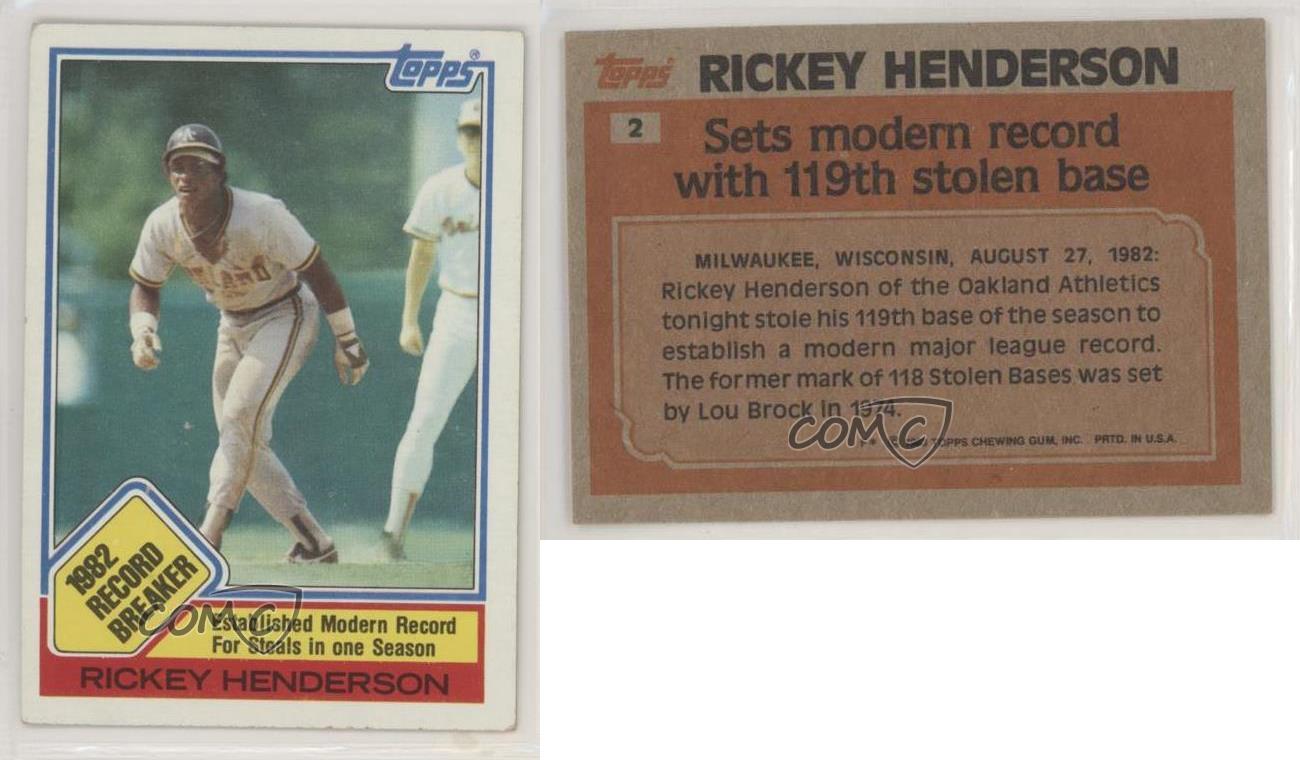 topps®
1982
RECORD
BREAKER
Established Modern Record
For Steals in one Season
RICKEY HENDERSON
COMC
topps® RICKEY HENDERSON
2
Sets modern record
with 119th stolen base
MILWAUKEE, WISCONSIN, AUGUST 27, 1982:
Rickey Henderson of the Oakland Athletics
tonight stole his 119th base of the season to
establish a modern major league record.
The former mark of 118 Stolen Bases was set
by Lou Brock in 1974.
TOPPS CHEWING GUM, INC. PRTD. IN U.S.A.
COMC